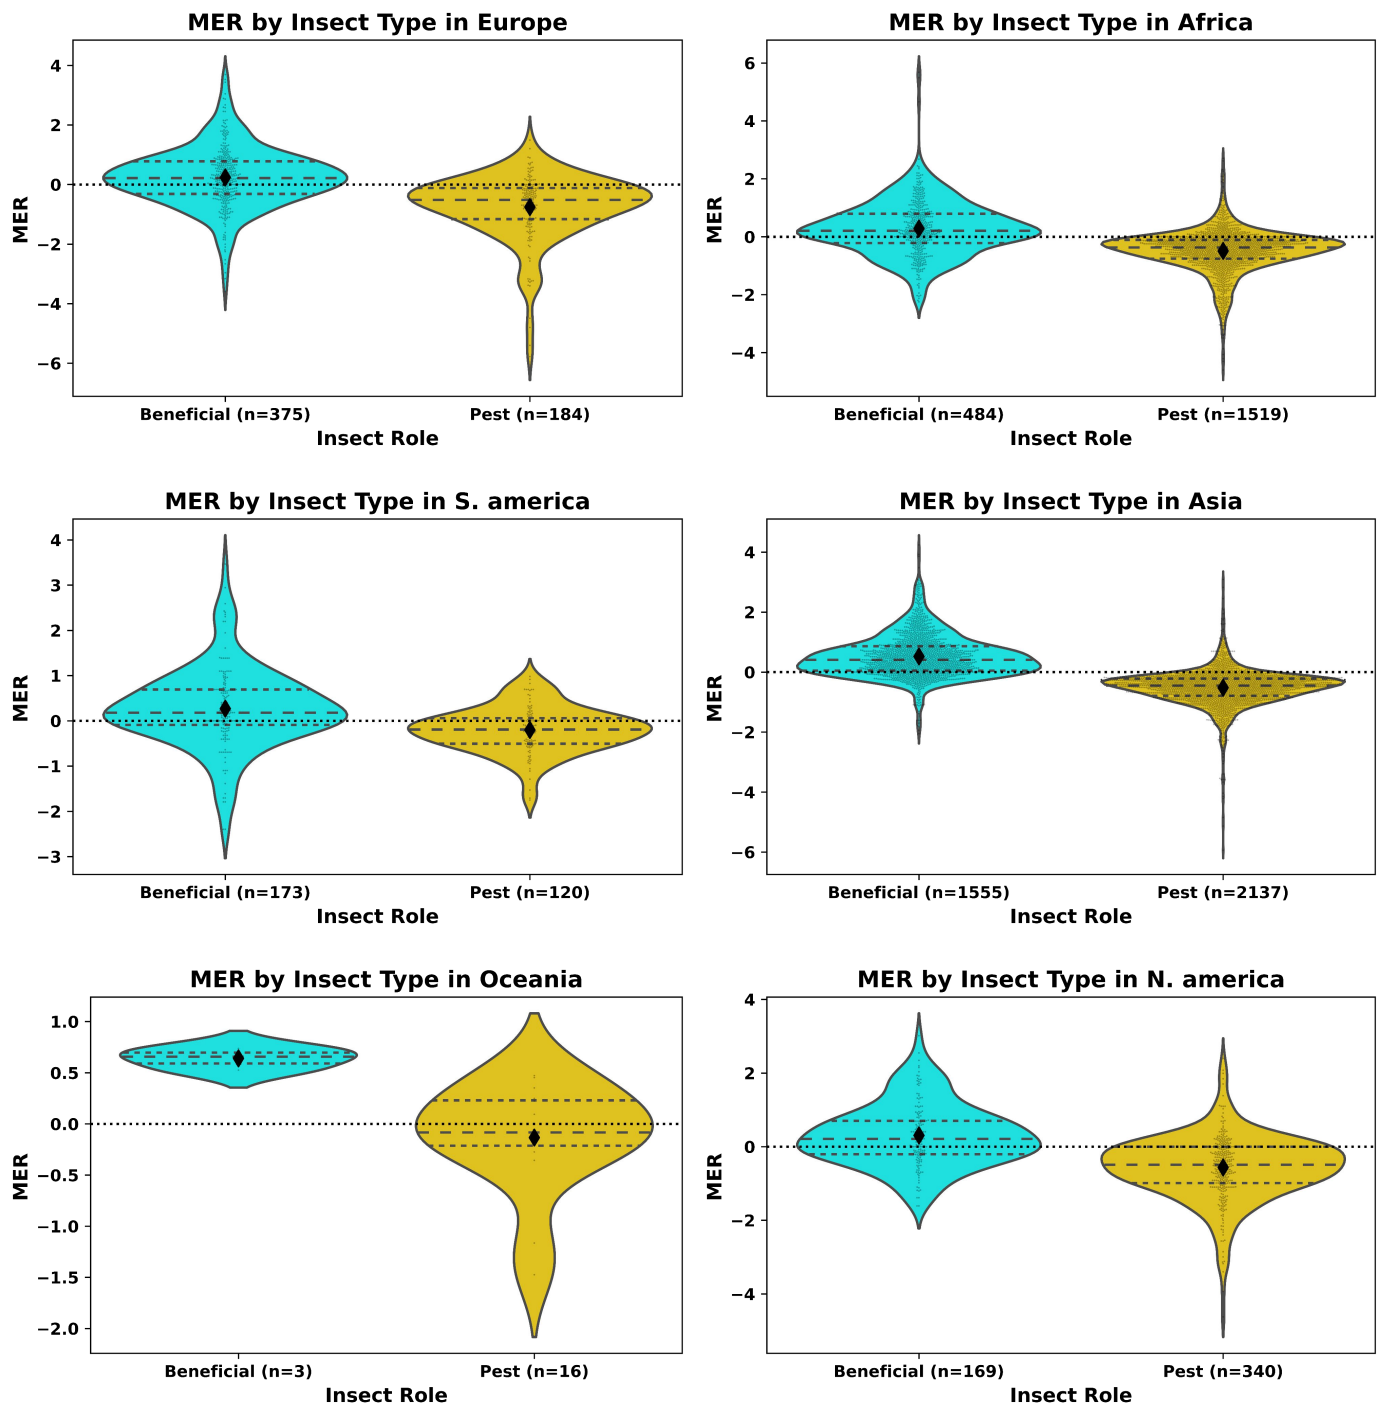 MER by Insect Type in Europe
MER
4
2
0
−2
−4
−6
Beneficial (n=375)
Pest (n=184)
Insect Role
MER by Insect Type in Africa
MER
6
4
2
0
−2
−4
Beneficial (n=484)
Pest (n=1519)
Insect Role
MER by Insect Type in S. america
MER
4
3
2
1
0
−1
−2
−3
Beneficial (n=173)
Pest (n=120)
Insect Role
MER by Insect Type in Asia
MER
4
2
0
−2
−4
−6
Beneficial (n=1555)
Pest (n=2137)
Insect Role
MER by Insect Type in Oceania
MER
1.0
0.5
0.0
−0.5
−1.0
−1.5
−2.0
Beneficial (n=3)
Pest (n=16)
Insect Role
MER by Insect Type in N. america
MER
4
2
0
−2
−4
Beneficial (n=169)
Pest (n=340)
Insect Role